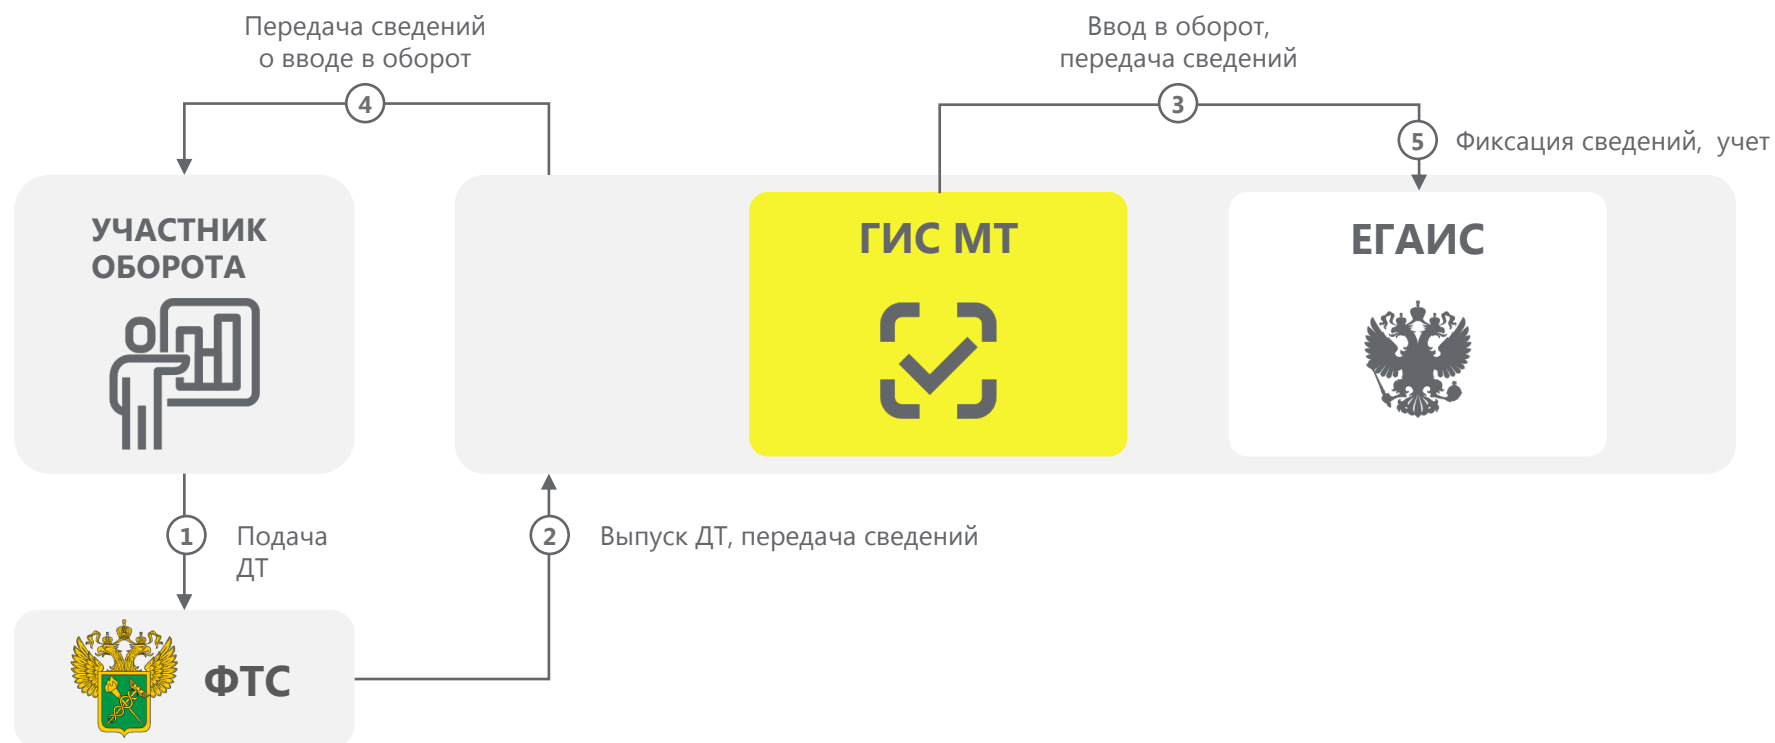 Передача сведений
о вводе в оборот
4
Ввод в оборот,
передача сведений
3
5
Фиксация сведений, учет
УЧАСТНИК
ОБОРОТА
ГИС МТ
ЕГАИС
1
Подача
ДТ
2
Выпуск ДТ, передача сведений
ФТС